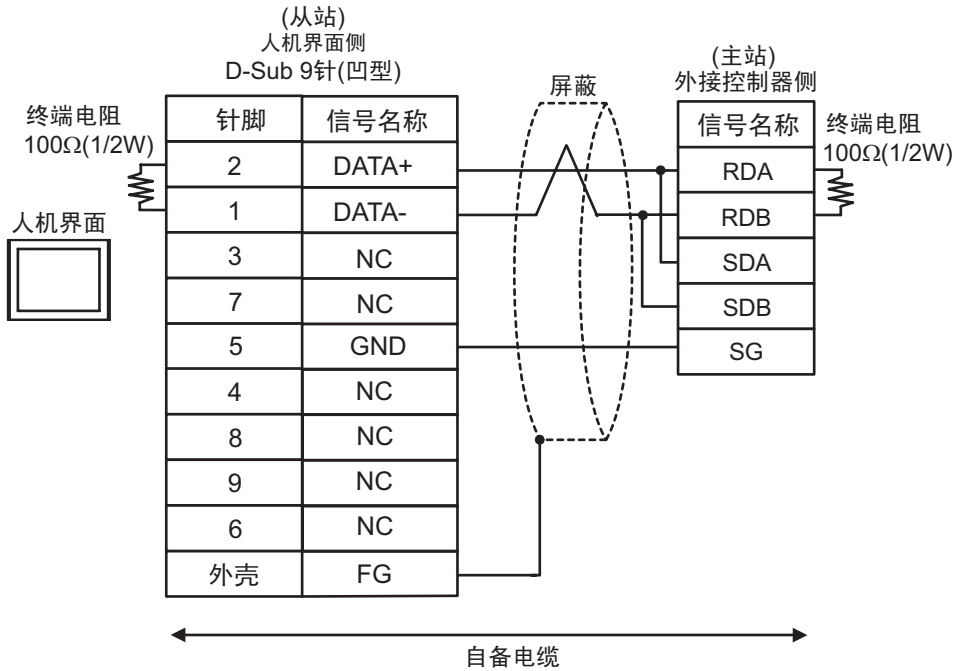 (从站)
人机界面侧
D-Sub 9针(凹型)
(主站)
外接控制器侧
屏蔽
终端电阻
100Ω(1/2W)
针脚 信号名称
2 DATA+
1 DATA-
3 NC
7 NC
5 GND
4 NC
8 NC
9 NC
6 NC
外壳 FG
人机界面
信号名称
RDA
RDB
SDA
SDB
SG
终端电阻
100Ω(1/2W)
自备电缆